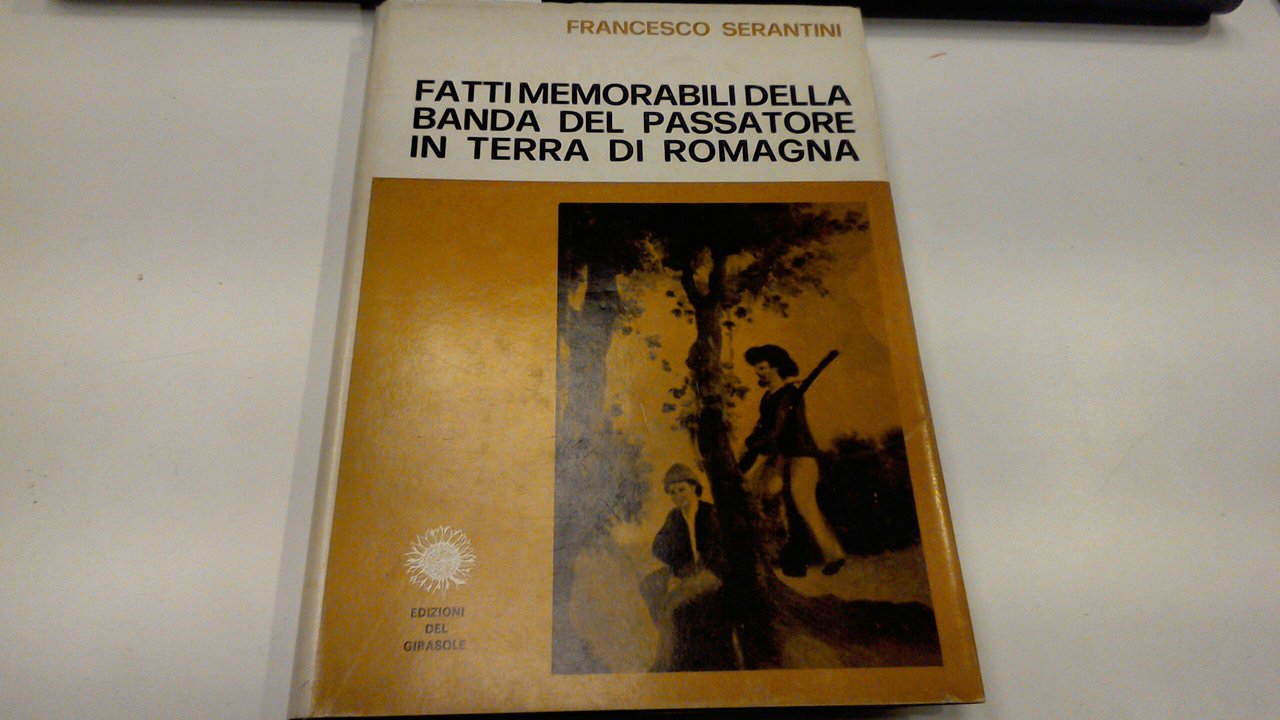 FRANCESCO SERANTINI
FATTI MEMORABILI DELLA
BANDA DEL PASSATORE
IN TERRA DI ROMAGNA
EDIZIONI
DEL
GIRASOLE